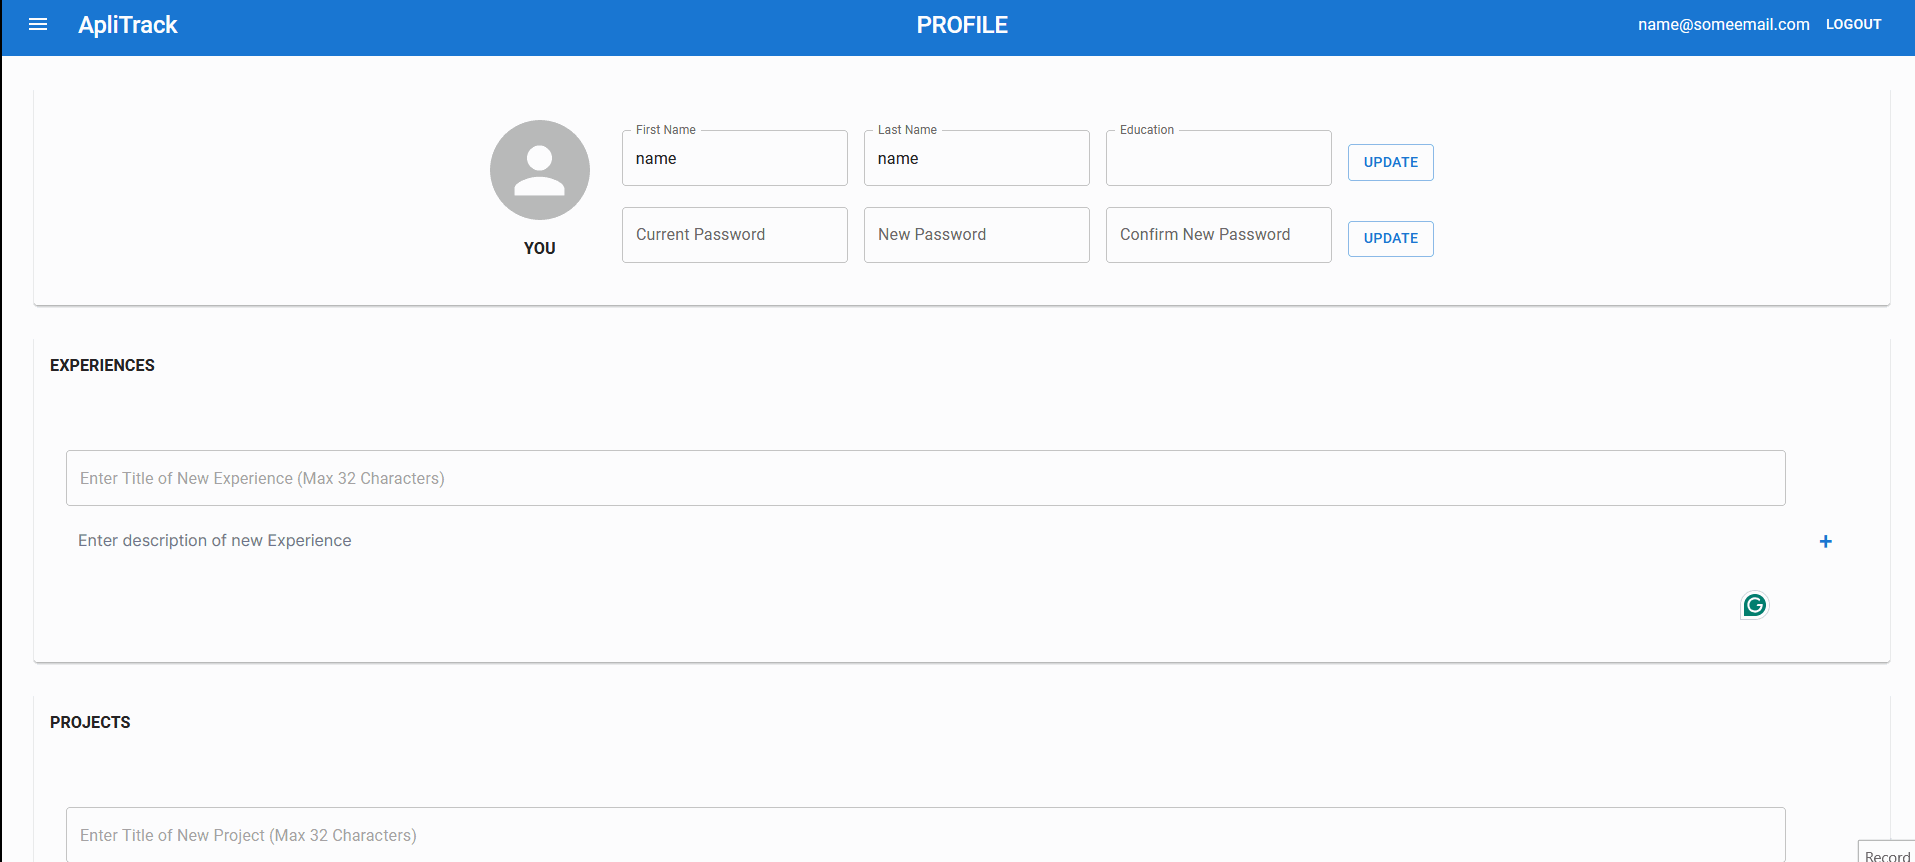 ApliTrack PROFILE name@someemail.com LOGOUT
First Name Last Name Education
name name UPDATE
Current Password New Password Confirm New Password UPDATE
YOU
EXPERIENCES
Enter Title of New Experience (Max 32 Characters)
Enter description of new Experience +
G
PROJECTS
Enter Title of New Project (Max 32 Characters)
Record